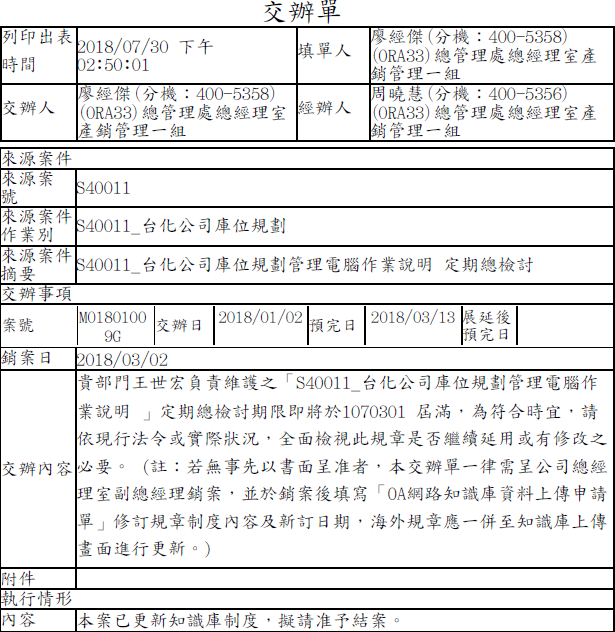 交辦單
列印出表時間
2018/07/30 下午
02:50:01
填單人
廖經傑(分機：400-5358)
(0RA33)總管理處總經理室產
銷管理一組
交辦人
廖經傑(分機：400-5358)
(0RA33)總管理處總經理室
產銷管理一組
經辦人
周曉慧(分機：400-5356)
(0RA33)總管理處總經理室產
銷管理一組
來源案件
來源案
號
S40011
來源案件
作業別
S40011_台化公司庫位規劃
來源案件
摘要
S40011_台化公司庫位規劃管理電腦作業說明 定期總檢討
交辦事項
案號
M0180100
9G
交辦日
2018/01/02
預完日
2018/03/13
展延後
預完日
銷案日
2018/03/02
交辦內容
貴部門王世宏負責維護之「S40011_台化公司庫位規劃管理電腦作
業說明 」定期總檢討期限即將於1070301 屆滿，為符合時宜，請
依現行法令或實際狀況，全面檢視此規章是否繼續延用或有修改之
必要。 (註：若無事先以書面呈准者，本交辦單一律需呈公司總經
理室副總經理銷案，並於銷案後填寫「OA網路知識庫資料上傳申請
單」修訂規章制度內容及新訂日期，海外規章應一併至知識庫上傳
畫面進行更新。)
附件
執行情形
內容
本案已更新知識庫制度，擬請准予結案。